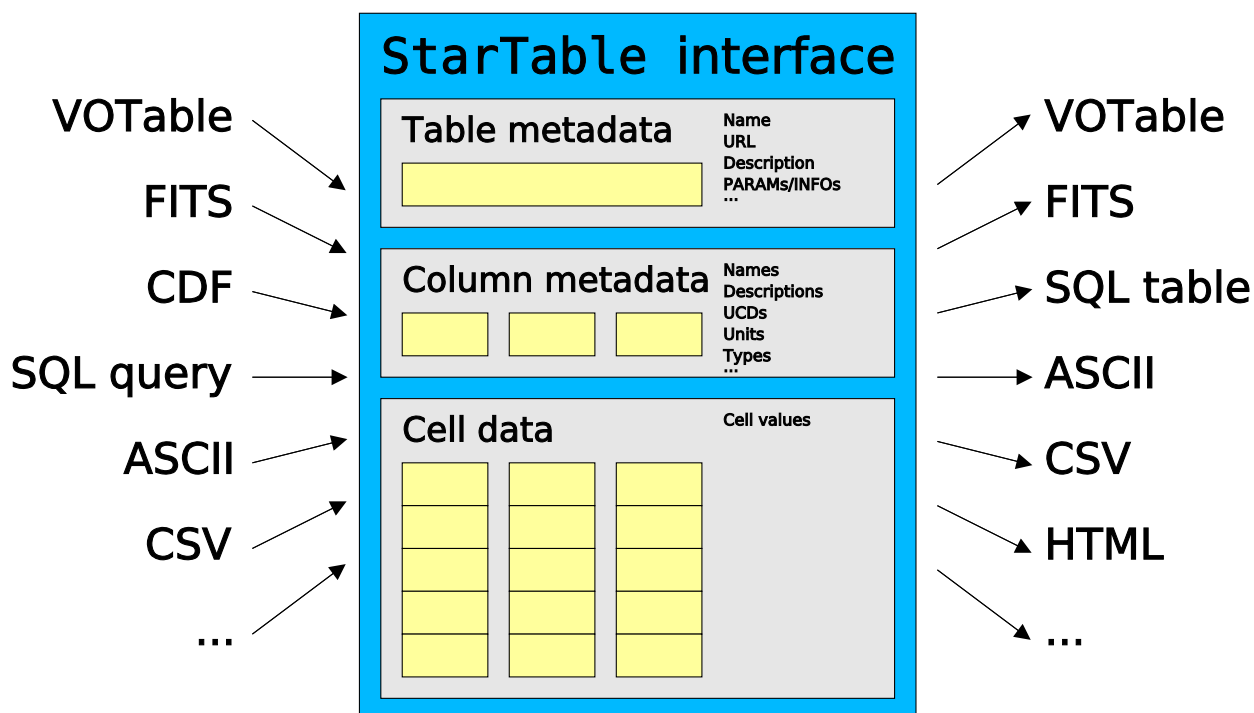 StarTable interface
VOTable
FITS
CDF
SQL query
ASCII
CSV
...
Table metadata
Name
URL
Description
PARAMs/INFOs
...
Column metadata
Names
Descriptions
UCDs
Units
Types
...
Cell data
Cell values
VOTable
FITS
SQL table
ASCII
CSV
HTML
...